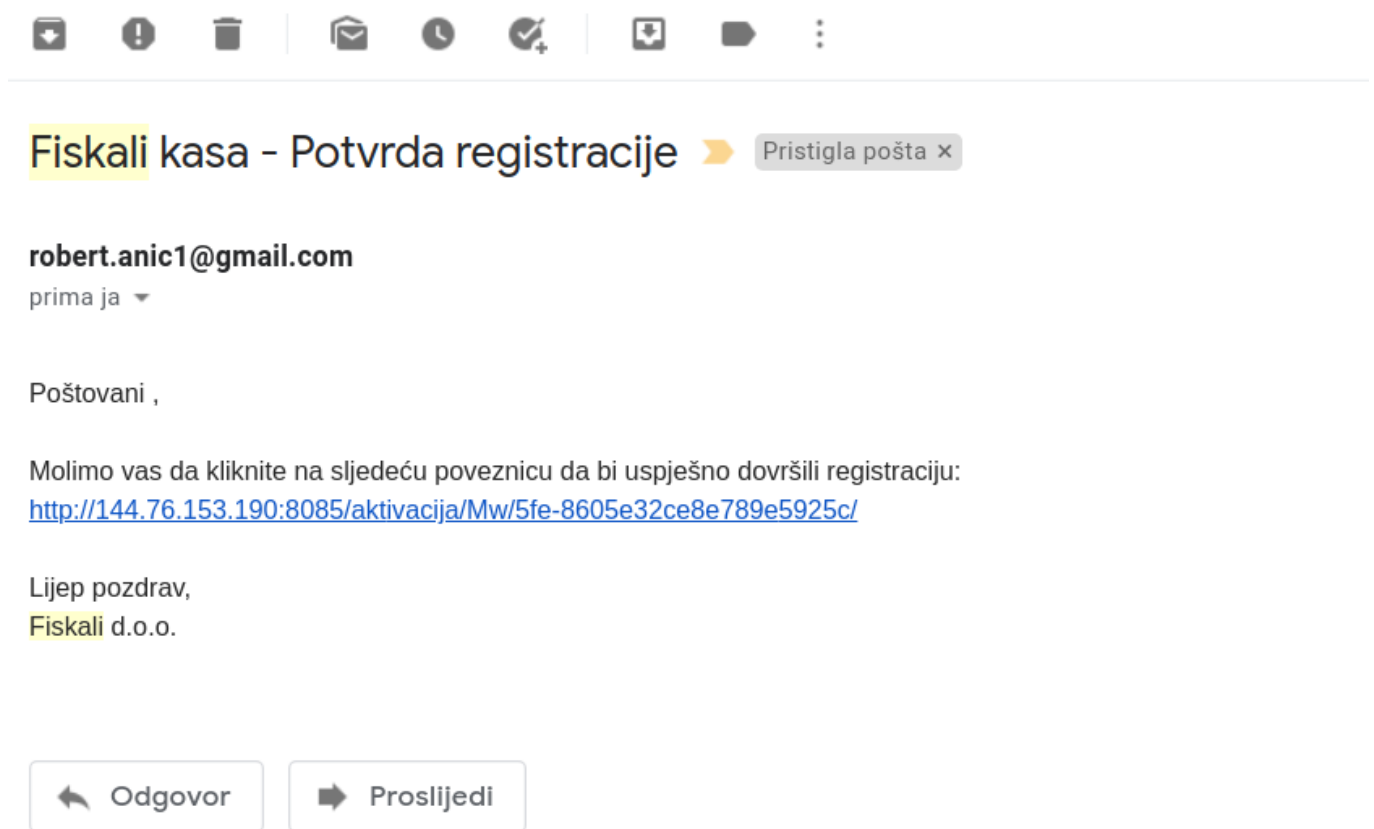 Fiskali kasa - Potvrda registracije Pristigla pošta ×
robert.anic1@gmail.com
prima ja
Poštovani ,
Molimo vas da kliknite na sljedeću poveznicu da bi uspješno dovršili registraciju:
http://144.76.153.190:8085/aktivacija/Mw/5fe-8605e32ce8e789e5925c/
Lijep pozdrav,
Fiskali d.o.o.
Odgovor Proslijedi